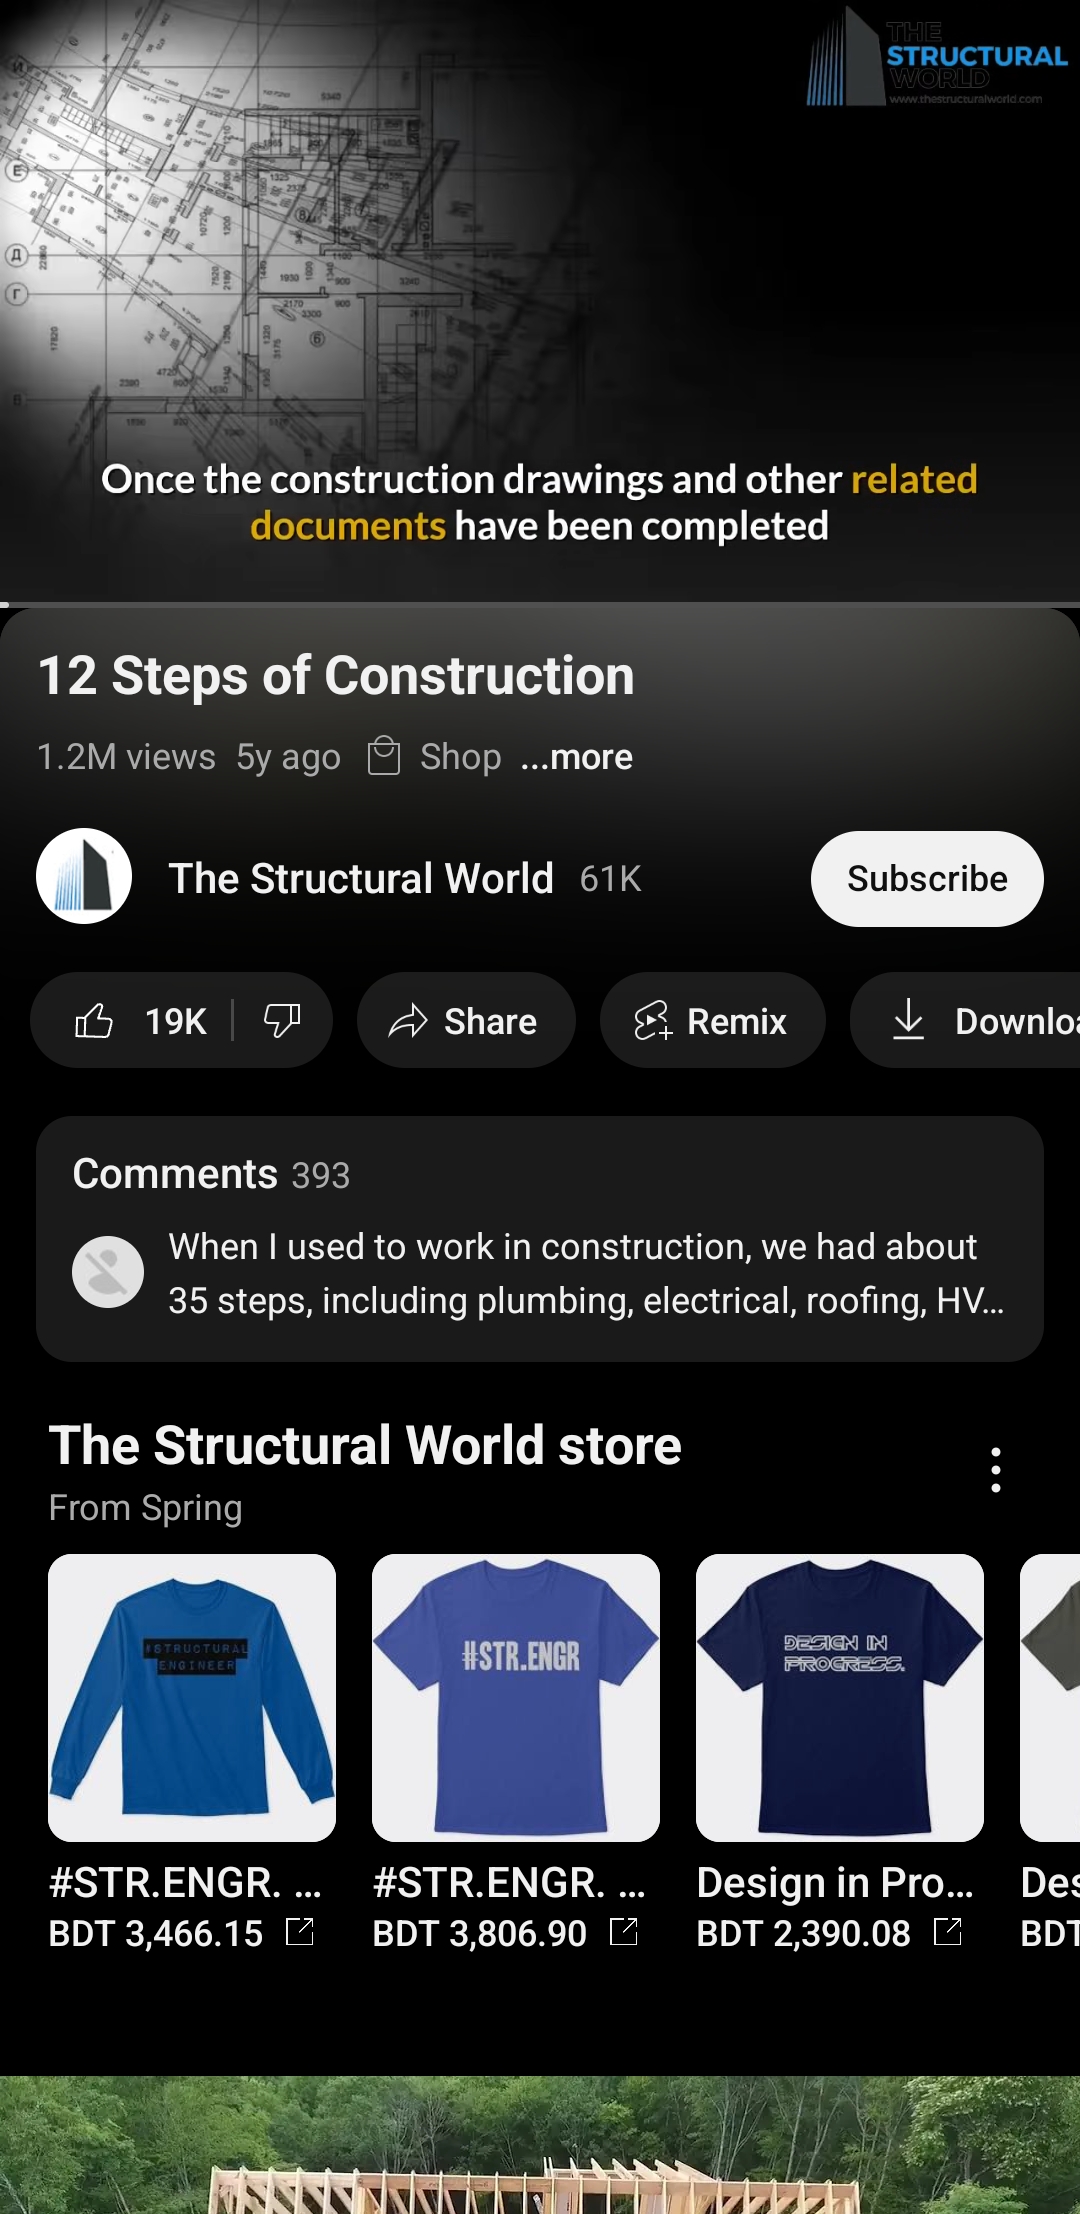 THE
STRUCTURAL
WORLD
www.thestructuralworld.com
Once the construction drawings and other related
documents have been completed
12 Steps of Construction
1.2M views 5y ago Shop ...more
The Structural World 61K
Subscribe
19K
Share
Remix
Downloa
Comments 393
When I used to work in construction, we had about
35 steps, including plumbing, electrical, roofing, HV...
The Structural World store
From Spring
#STRUCTURAL
ENGINEER
#STR.ENGR
DESIGN IN
PROGRESS.
#STR.ENGR. ...
BDT 3,466.15
#STR.ENGR. ...
BDT 3,806.90
Design in Pro...
BDT 2,390.08
Des
BDT